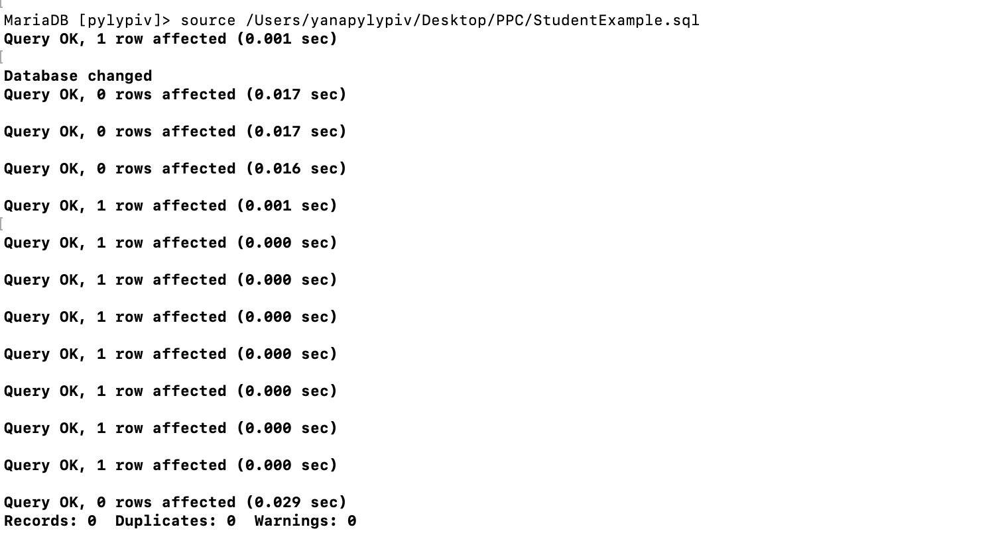 MariaDB [pylypiv]> source /Users/yanapylypiv/Desktop/PPC/StudentExample.sql
Query OK, 1 row affected (0.001 sec)
Database changed
Query OK, 0 rows affected (0.017 sec)
Query OK, 0 rows affected (0.017 sec)
Query OK, 0 rows affected (0.016 sec)
Query OK, 1 row affected (0.001 sec)
Query OK, 1 row affected (0.000 sec)
Query OK, 1 row affected (0.000 sec)
Query OK, 1 row affected (0.000 sec)
Query OK, 1 row affected (0.000 sec)
Query OK, 1 row affected (0.000 sec)
Query OK, 1 row affected (0.000 sec)
Query OK, 1 row affected (0.000 sec)
Query OK, 0 rows affected (0.029 sec)
Records: 0  Duplicates: 0  Warnings: 0